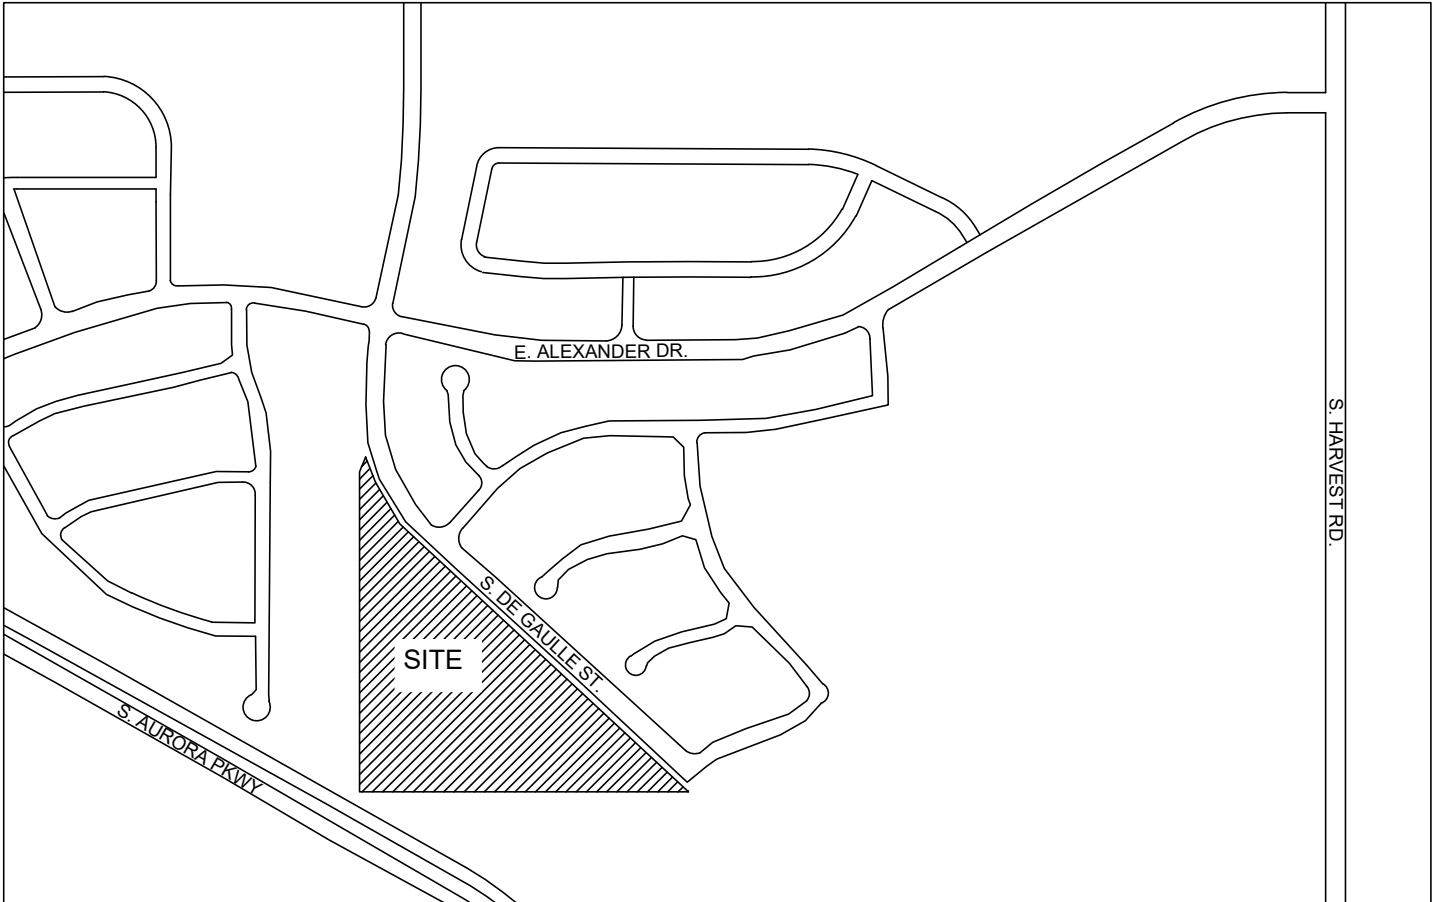 E. ALEXANDER DR.
S. HARVEST RD.
S. DE GAULLE ST.
SITE
S. AURORA PKWY